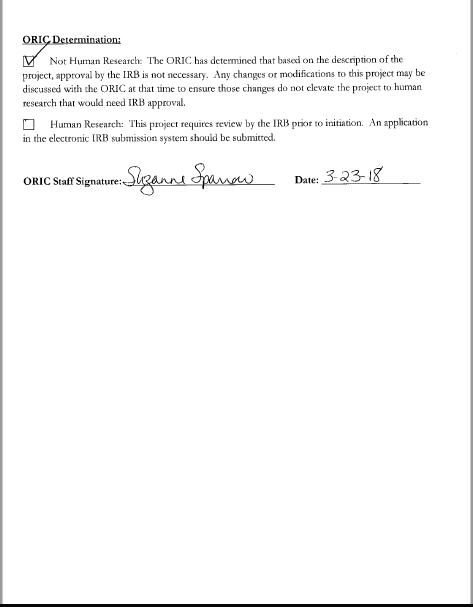 ORIC Determination:
Not Human Research: The ORIC has determined that based on the description of the
project, approval by the IRB is not necessary. Any changes or modifications to this project may be
discussed with the ORIC at that time to ensure those changes do not elevate the project to human
research that would need IRB approval.
Human Research: This project requires review by the IRB prior to initiation. An application
in the electronic IRB submission system should be submitted.
ORIC Staff Signature: Suzanne Sparrow Date: 3-23-18